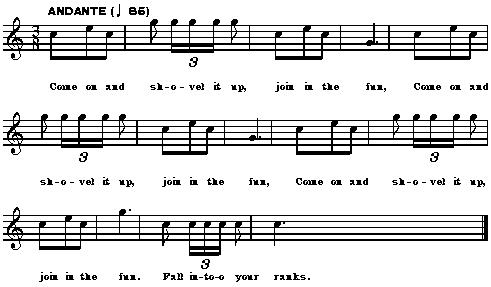 ANDANTE (♩ 86)
3
8
3
3
Come on and sh-o-vel it up, join in the fun, Come on and
3
3
sh-o-vel it up, join in the fun, Come on and sh-o-vel it up,
3
join in the fun. Fall in-to-o your ranks.